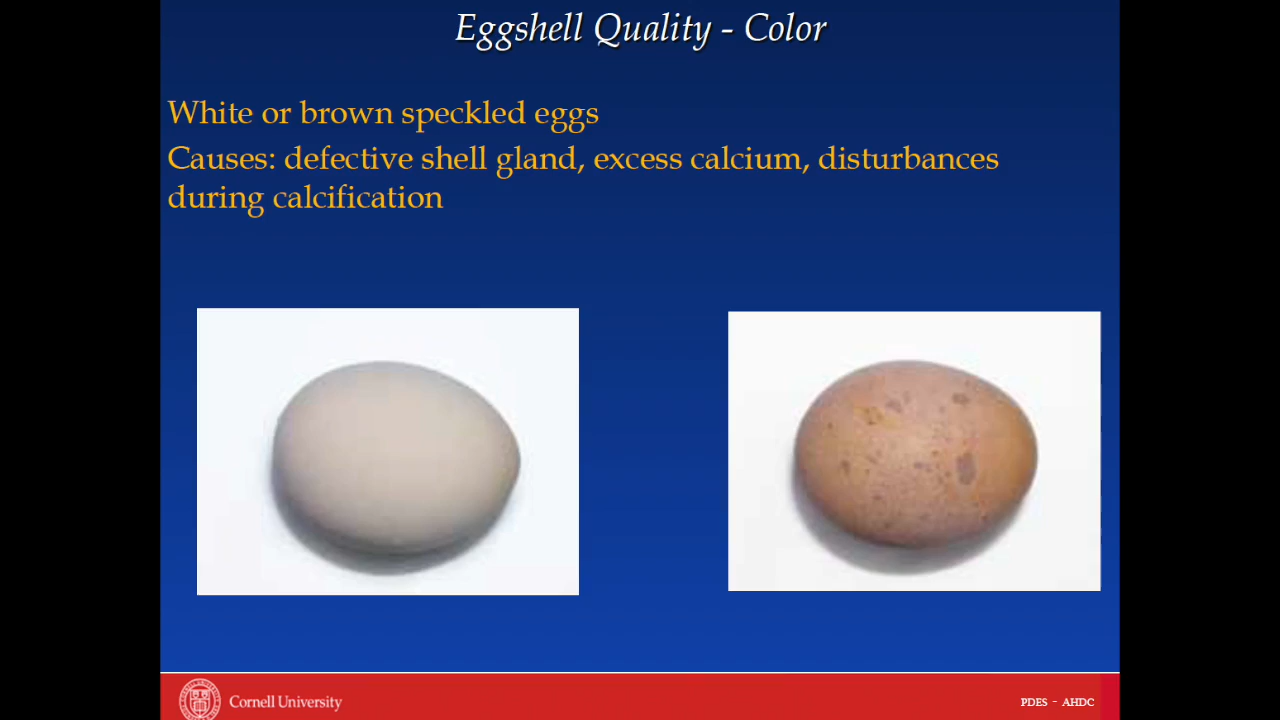 Eggshell Quality - Color
White or brown speckled eggs
Causes: defective shell gland, excess calcium, disturbances
during calcification
Cornell University
PDES - AHDC